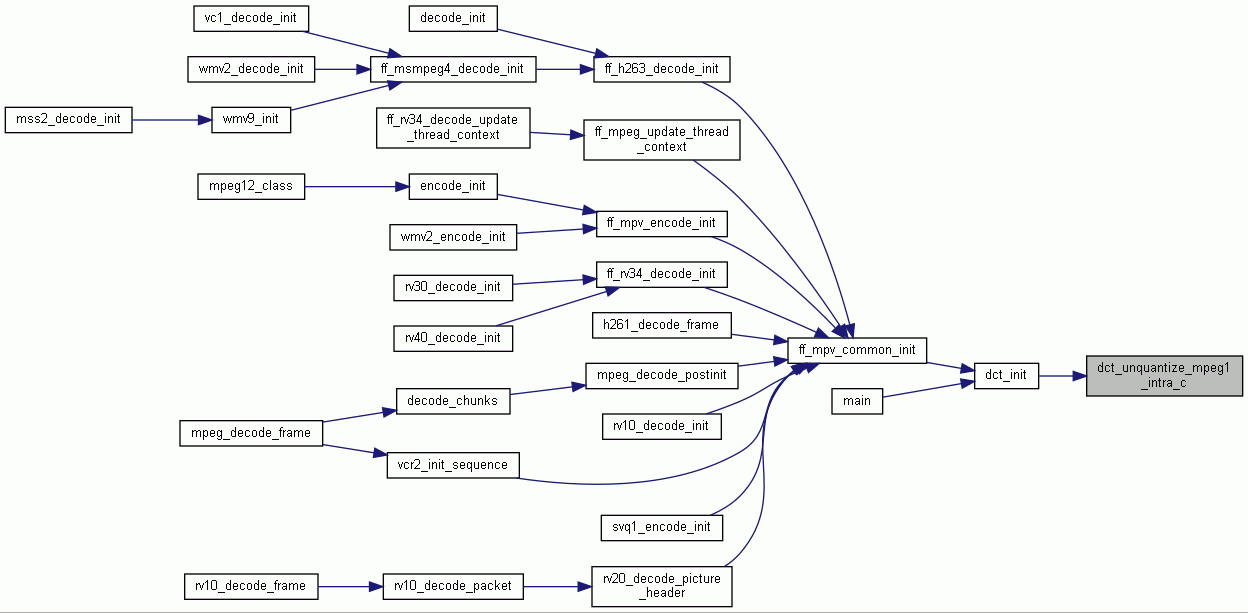 vc1_decode_init
decode_init
wmv2_decode_init
ff_msmpeg4_decode_init
ff_h263_decode_init
mss2_decode_init
wmv9_init
ff_rv34_decode_update
_thread_context
ff_mpeg_update_thread
_context
mpeg12_class
encode_init
ff_mpv_encode_init
wmv2_encode_init
ff_rv34_decode_init
rv30_decode_init
h261_decode_frame
rv40_decode_init
ff_mpv_common_init
dct_init
dct_unquantize_mpeg1
_intra_c
mpeg_decode_postinit
decode_chunks
main
rv10_decode_init
mpeg_decode_frame
vcr2_init_sequence
svq1_encode_init
rv10_decode_frame
rv10_decode_packet
rv20_decode_picture
_header